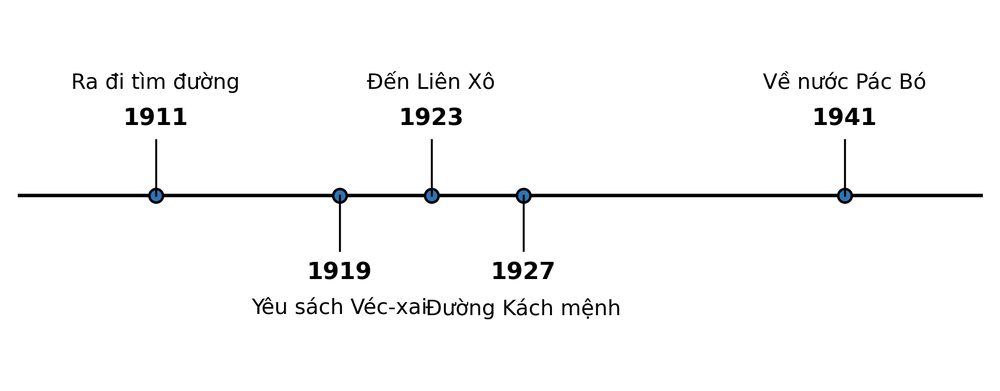 Ra đi tìm đường
1911
Đến Liên Xô
1923
Về nước Pác Bó
1941
1919
Yêu sách Véc-xai
1927
Đường Kách mệnh